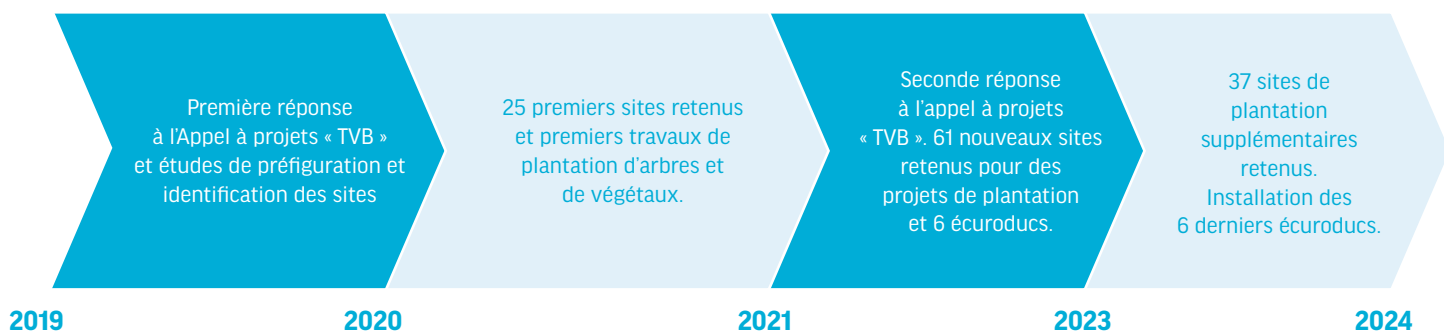 Première réponse
à l'Appel à projets « TVB »
et études de préfiguration et
identification des sites
25 premiers sites retenus
et premiers travaux de
plantation d'arbres et
de végétaux.
Seconde réponse
à l'appel à projets
« TVB ». 61 nouveaux sites
retenus pour des
projets de plantation
et 6 écuroducs.
37 sites de
plantation
supplémentaires
retenus.
Installation des
6 derniers écuroducs.
2019
2020
2021
2023
2024